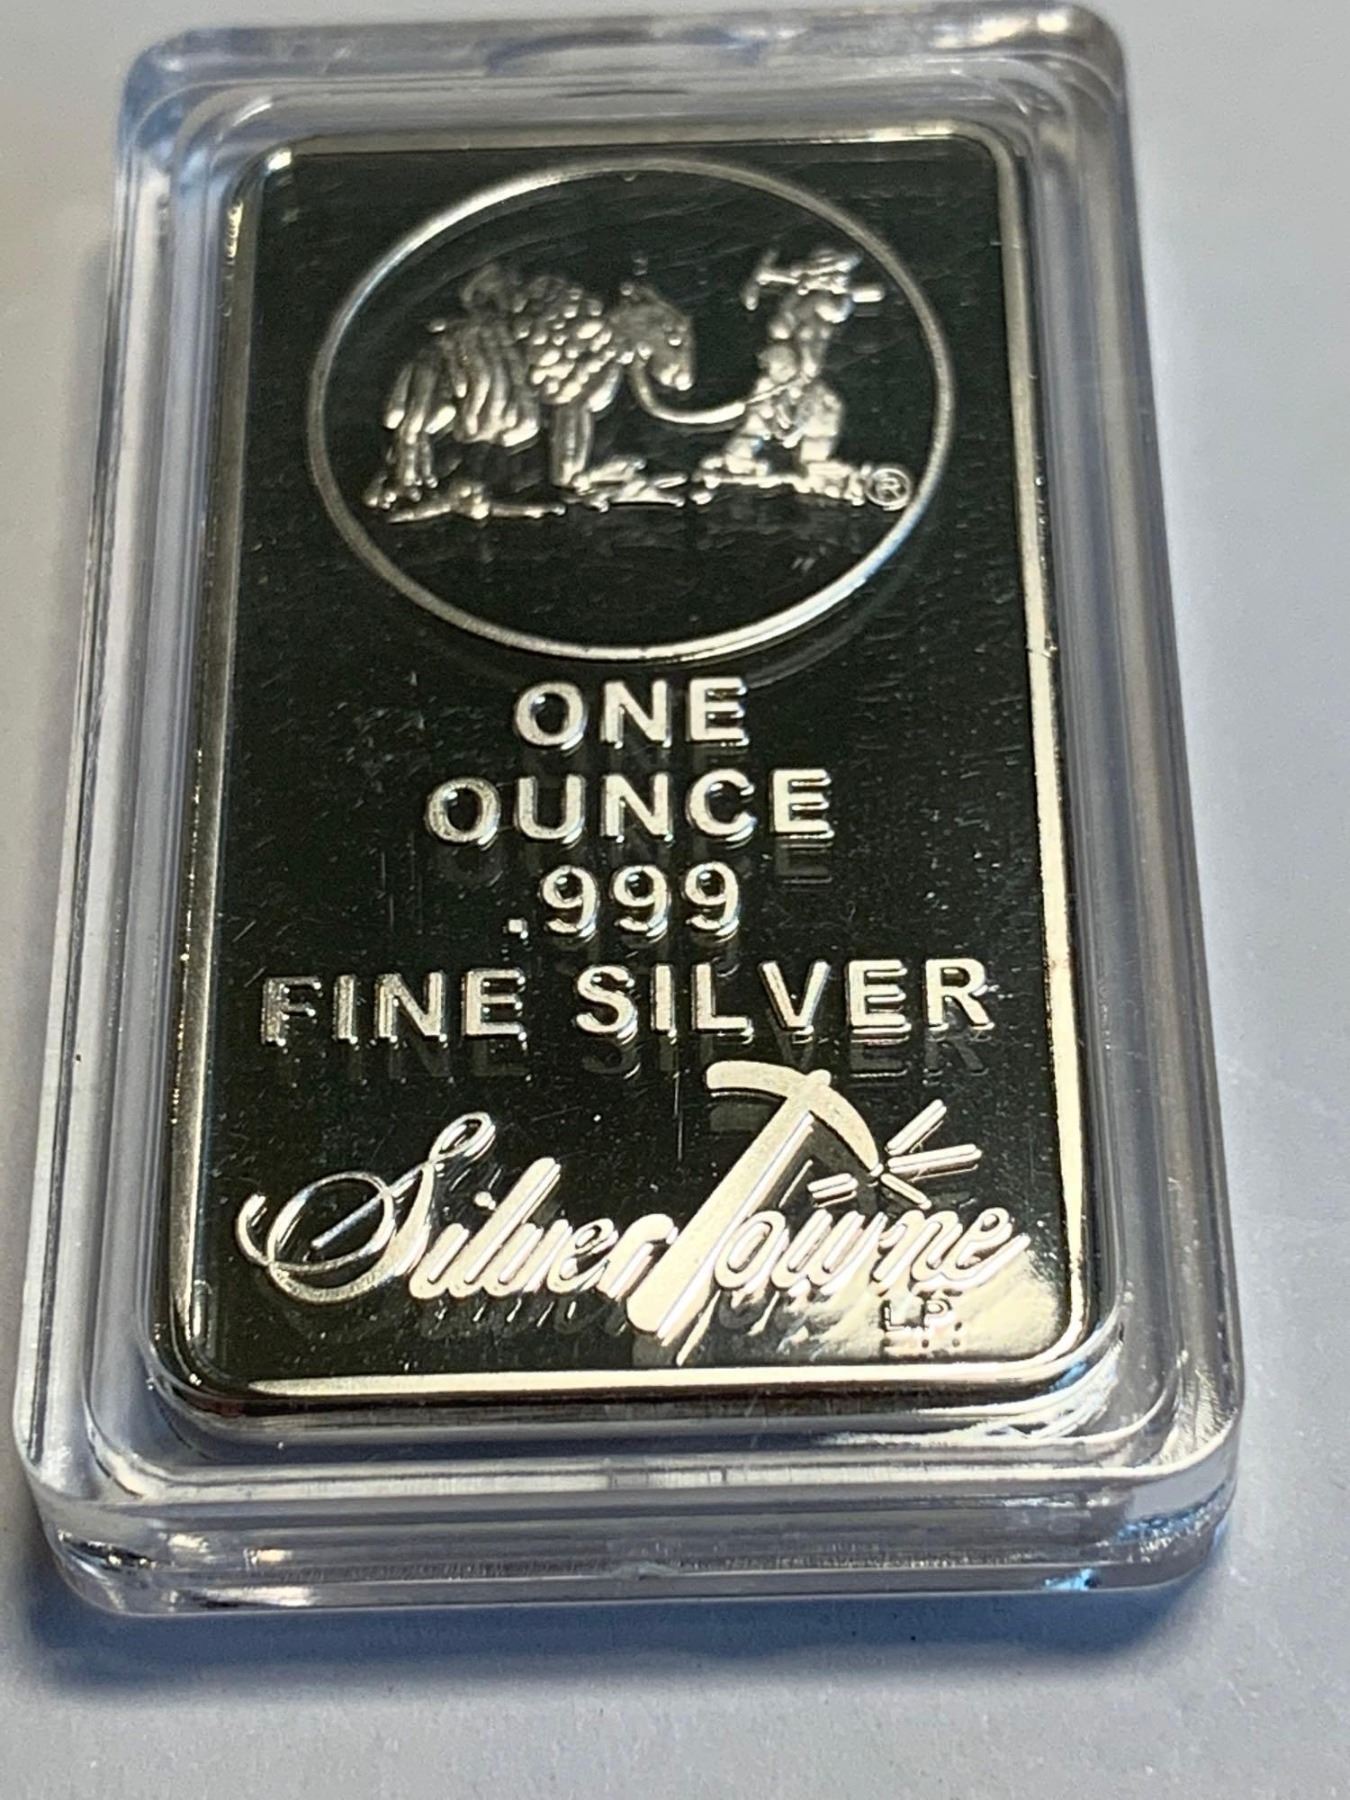 ®
ONE
OUNCE
.999
FINE SILVER
SilverTowne
LP